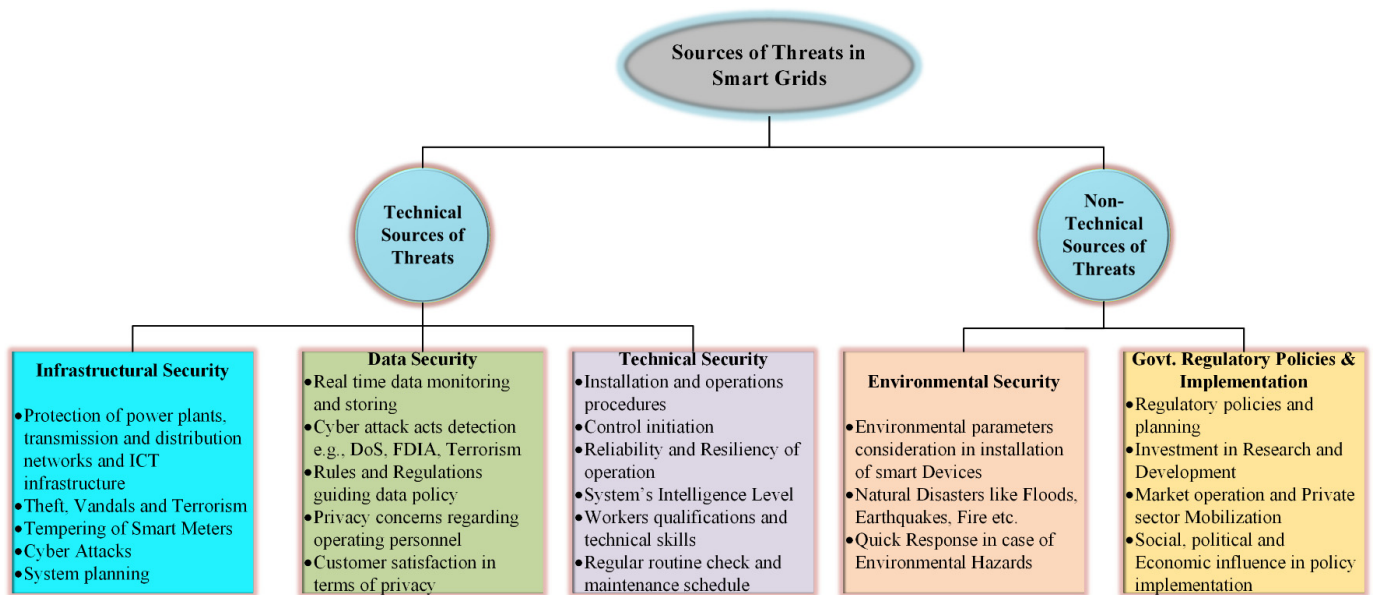 Sources of Threats in
Smart Grids
Technical
Sources of
Threats
Non-
Technical
Sources of
Threats
Infrastructural Security
•Protection of power plants,
transmission and distribution
networks and ICT
infrastructure
•Theft, Vandals and Terrorism
•Tempering of Smart Meters
•Cyber Attacks
•System planning
Data Security
•Real time data monitoring
and storing
•Cyber attack acts detection
e.g., DoS, FDIA, Terrorism
•Rules and Regulations
guiding data policy
•Privacy concerns regarding
operating personnel
•Customer satisfaction in
terms of privacy
Technical Security
•Installation and operations
procedures
•Control initiation
•Reliability and Resiliency of
operation
•System`s Intelligence Level
•Workers qualifications and
technical skills
•Regular routine check and
maintenance schedule
Environmental Security
•Environmental parameters
consideration in installation
of smart Devices
•Natural Disasters like Floods,
Earthquakes, Fire etc.
•Quick Response in case of
Environmental Hazards
Govt. Regulatory Policies &
Implementation
•Regulatory policies and
planning
•Investment in Research and
Development
•Market operation and Private
sector Mobilization
•Social, political and
Economic influence in policy
implementation